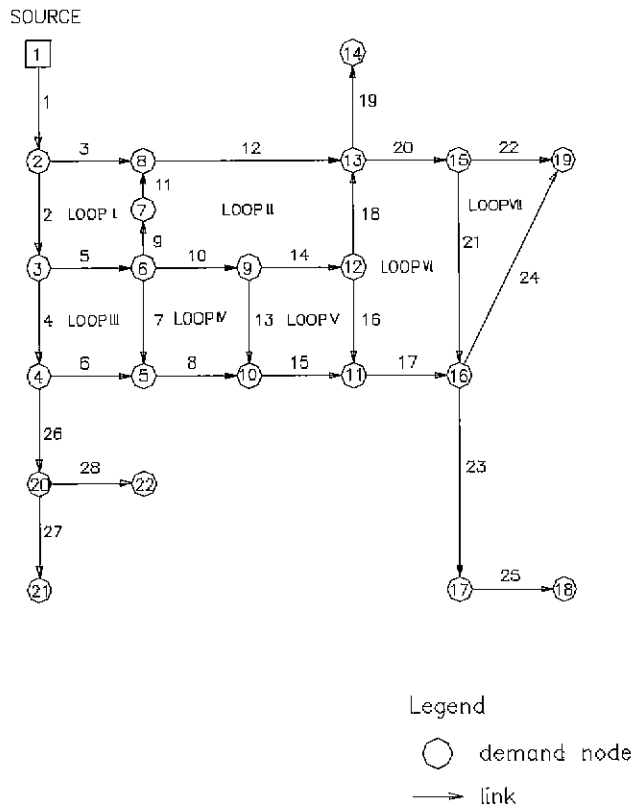 SOURCE
1
14
1
19
2 3 8 12 13 20 15 22 19
11
2 LOOP I 7 LOOP II 18 LOOP VII
9 21
3 5 6 10 9 14 12 LOOP VI 24
4 LOOP III 7 LOOP IV 13 LOOP V 16
4 6 5 8 10 15 11 17 16
26
23
20 28 22
27
21 17 25 18
Legend
demand node
link